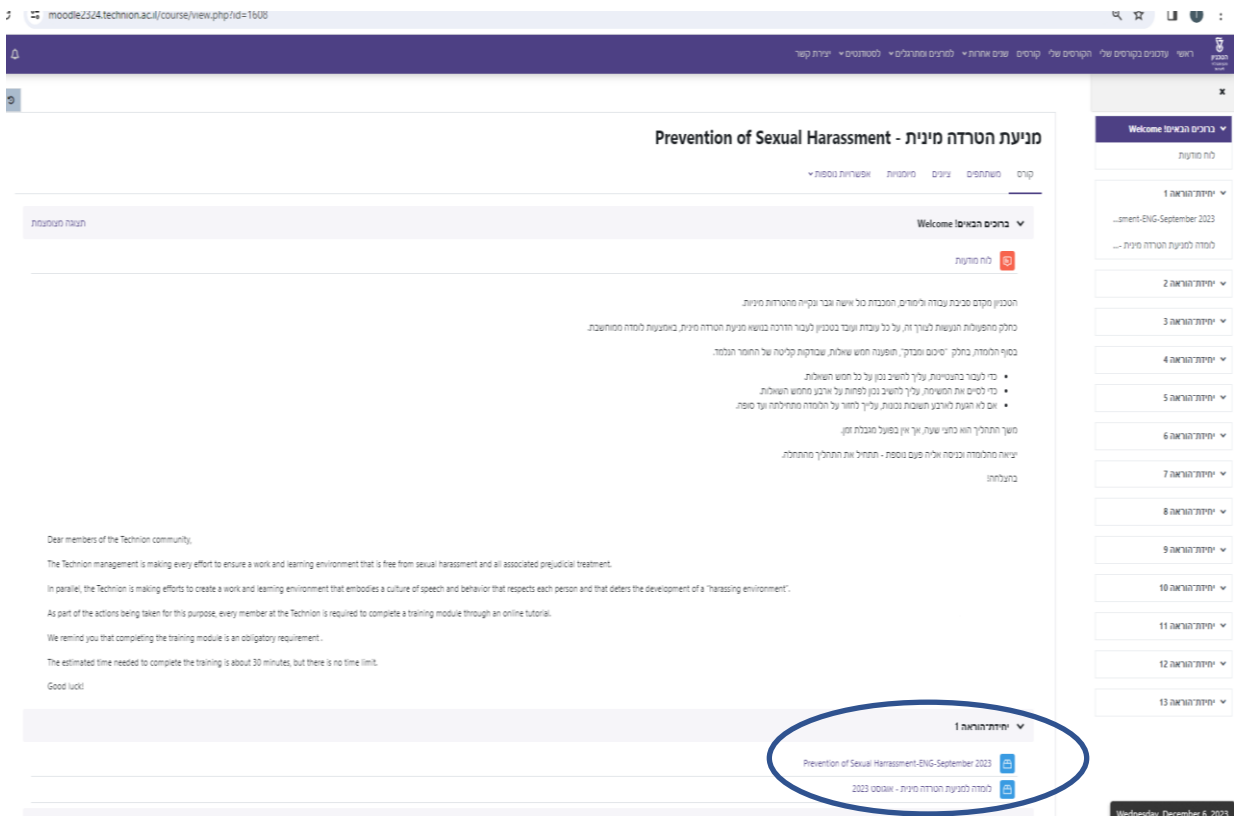 moodle2324.technion.ac.il/course/view.php?id=1608
ראשי עדכונים בקורסים שלי הקורסים שלי קורסים שנים אחרות למרצים ומתרגלים לסטודנטים יצירת קשר
הטכניון
x
ברוכים הבאים! Welcome
לוח מודעות
יחידת־הוראה 1
...sment-ENG-September 2023
לומדה למניעת הטרדה מינית -...
יחידת־הוראה 2
יחידת־הוראה 3
יחידת־הוראה 4
יחידת־הוראה 5
יחידת־הוראה 6
יחידת־הוראה 7
יחידת־הוראה 8
יחידת־הוראה 9
יחידת־הוראה 10
יחידת־הוראה 11
יחידת־הוראה 12
יחידת־הוראה 13
מניעת הטרדה מינית - Prevention of Sexual Harassment
קורס משתתפים ציונים מיומנויות אפשרויות נוספות
ברוכים הבאים! Welcome
תצוגה מצומצמת
לוח מודעות
הטכניון מקדם סביבת עבודה ולימודים, המכבדת כול אישה וגבר ונקייה מהטרדות מיניות.
כחלק מהפעולות הנעשות לצורך זה, על כל עובדת ועובד בטכניון לעבור הדרכה בנושא מניעת הטרדה מינית, באמצעות לומדה ממוחשבת.
בסוף הלומדה, בחלק "סיכום ומבדק", תופענה חמש שאלות, שבודקות קליטה של החומר הנלמד.
• כדי לעבור בהצטיינות, עליך להשיב נכון על כל חמש השאלות.
• כדי לסיים את המשימה, עליך להשיב נכון לפחות על ארבע מחמש השאלות.
• אם לא הגעת לארבע תשובות נכונות, עלייך לחזור על הלומדה מתחילתה ועד סופה.
משך התהליך הוא כחצי שעה, אך אין בפועל מגבלת זמן.
יציאה מהלומדה וכניסה אליה פעם נוספת - תתחיל את התהליך מהתחלה.
בהצלחה!
Dear members of the Technion community,
The Technion management is making every effort to ensure a work and learning environment that is free from sexual harassment and all associated prejudicial treatment.
In parallel, the Technion is making efforts to create a work and learning environment that embodies a culture of speech and behavior that respects each person and that deters the development of a "harassing environment".
As part of the actions being taken for this purpose, every member at the Technion is required to complete a training module through an online tutorial.
We remind you that completing the training module is an obligatory requirement.
The estimated time needed to complete the training is about 30 minutes, but there is no time limit.
Good luck!
יחידת־הוראה 1
Prevention of Sexual Harrassment-ENG-September 2023
לומדה למניעת הטרדה מינית - אוגוסט 2023
Wednesday, December 6, 2023